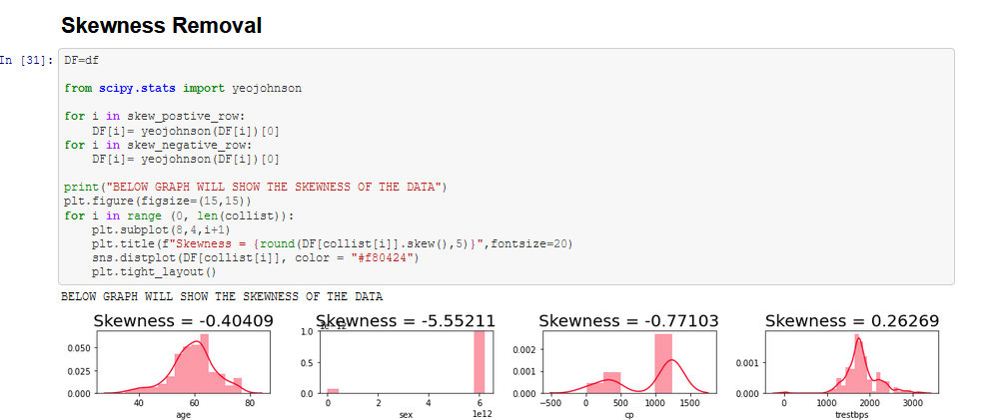 Skewness Removal
In [31]:
DF=df
from scipy.stats import yeojohnson
for i in skew_postive_row:
DF[i]= yeojohnson(DF[i])[0]
for i in skew_negative_row:
DF[i]= yeojohnson(DF[i])[0]
print("BELOW GRAPH WILL SHOW THE SKEWNESS OF THE DATA")
plt.figure(figsize=(15,15))
for i in range (0, len(collist)):
plt.subplot(8,4,i+1)
plt.title(f"Skewness = {round(DF[collist[i]].skew(),5)}",fontsize=20)
sns.distplot(DF[collist[i]], color = "#f80424")
plt.tight_layout()
BELOW GRAPH WILL SHOW THE SKEWNESS OF THE DATA
Skewness = -0.40409
0.050
0.025
0.000
40 60 80
age
Skewness = -5.55211
1.0
0.5
0.0
0 2 4 6
1e12
sex
Skewness = -0.77103
0.002
0.001
0.000
−500 0 500 1000 1500
cp
Skewness = 0.26269
0.001
0.000
0 1000 2000 3000
trestbps